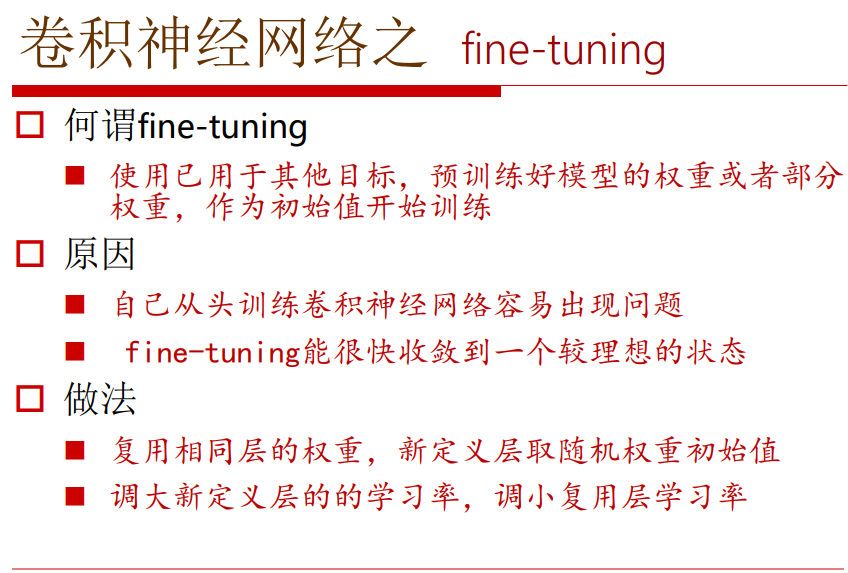 卷积神经网络之 fine-tuning
何谓fine-tuning
使用已用于其他目标，预训练好模型的权重或者部分
权重，作为初始值开始训练
原因
自己从头训练卷积神经网络容易出现问题
fine-tuning能很快收敛到一个较理想的状态
做法
复用相同层的权重，新定义层取随机权重初始值
调大新定义层的的学习率，调小复用层学习率